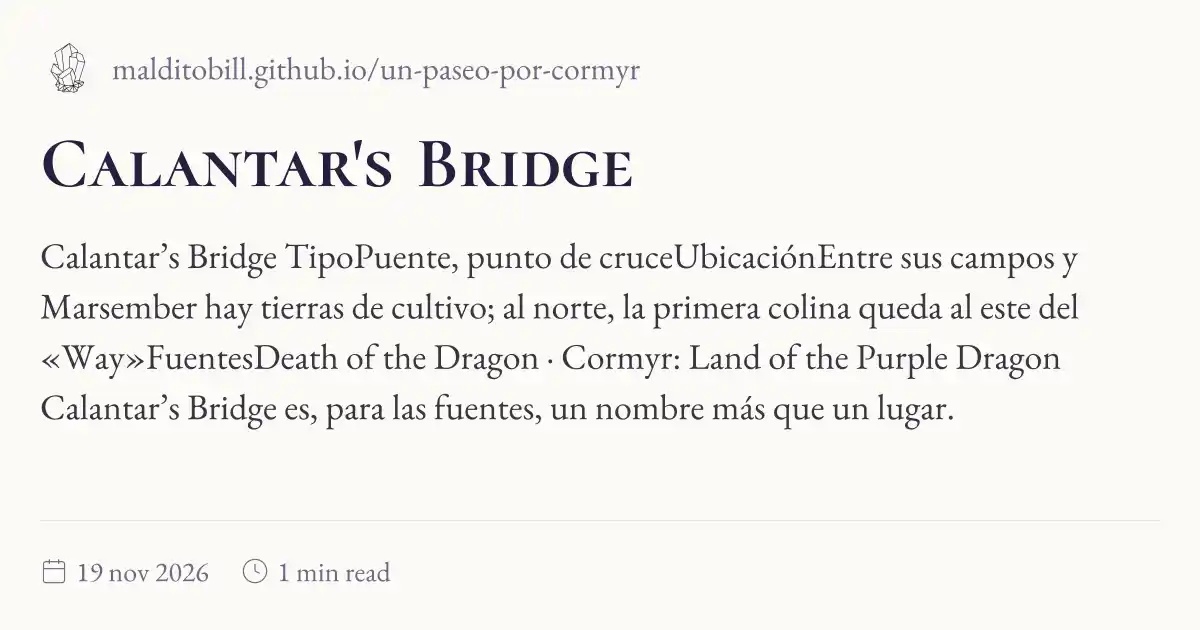 malditobill.github.io/un-paseo-por-cormyr
Calantar's Bridge
Calantar’s Bridge TipoPuente, punto de cruceUbicaciónEntre sus campos y
Marsember hay tierras de cultivo; al norte, la primera colina queda al este del
«Way»FuentesDeath of the Dragon · Cormyr: Land of the Purple Dragon
Calantar’s Bridge es, para las fuentes, un nombre más que un lugar.
19 nov 2026
1 min read